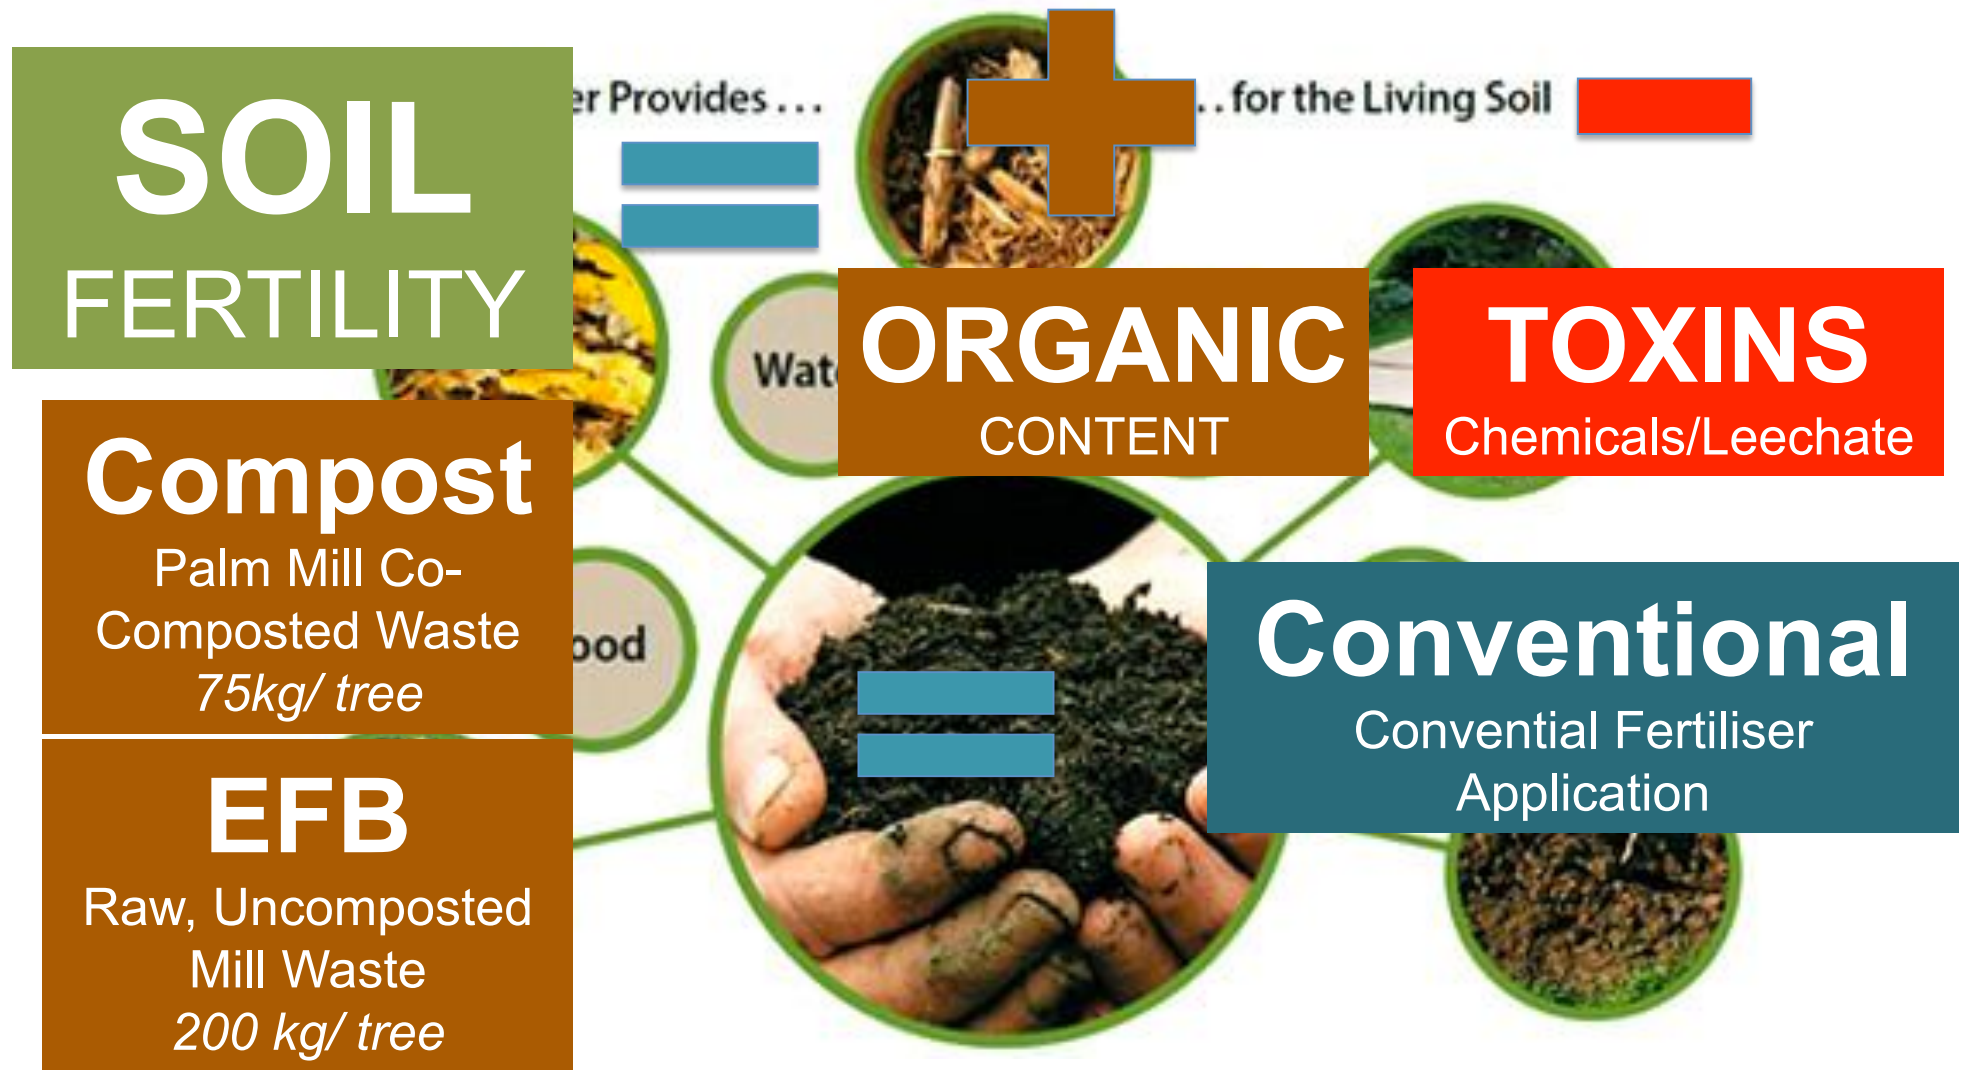 er Provides ...
.. for the Living Soil
SOIL
FERTILITY
ORGANIC
CONTENT
TOXINS
Chemicals/Leechate
Compost
Palm Mill Co-
Composted Waste
75kg/ tree
EFB
Raw, Uncomposted
Mill Waste
200 kg/ tree
Conventional
Convential Fertiliser
Application
Wat
ood